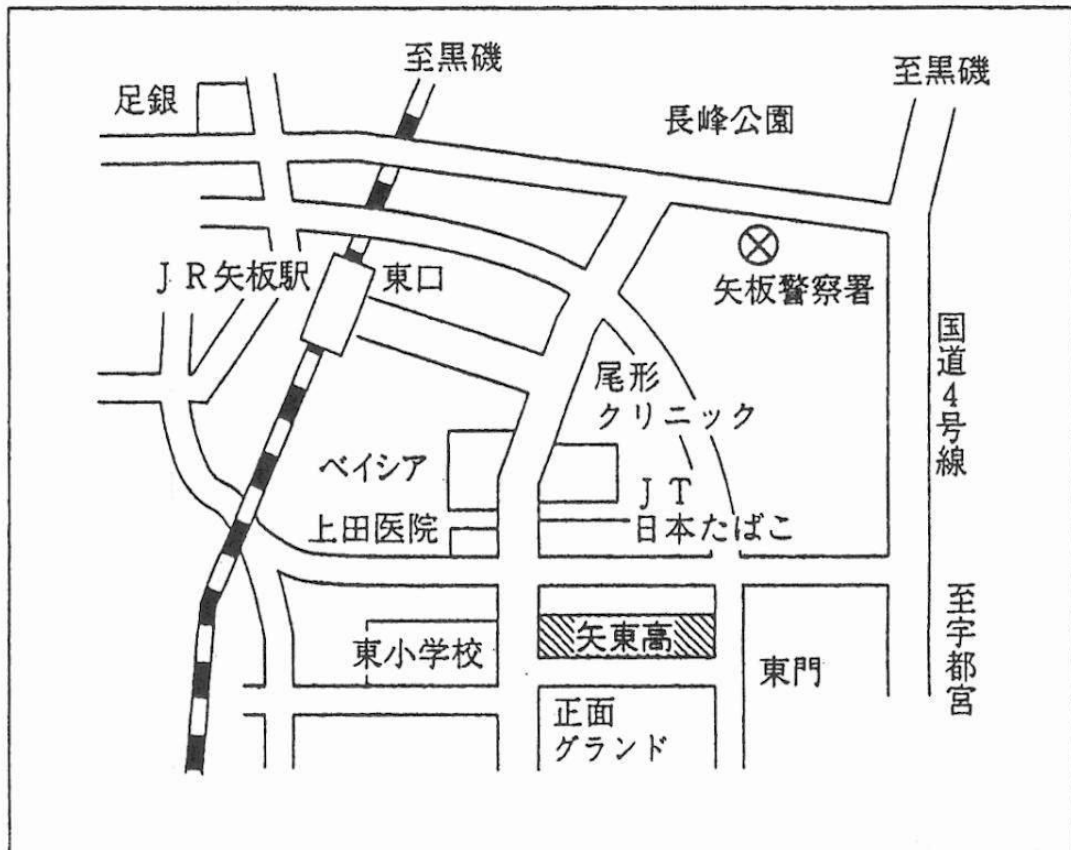 至黒磯
至黒磯
足銀
長峰公園
JR矢板駅
東口
矢板警察署
国道4号線
尾形
クリニック
ベイシア
JT
日本たばこ
上田医院
東小学校
矢東高
東門
至宇都宮
正面
グランド